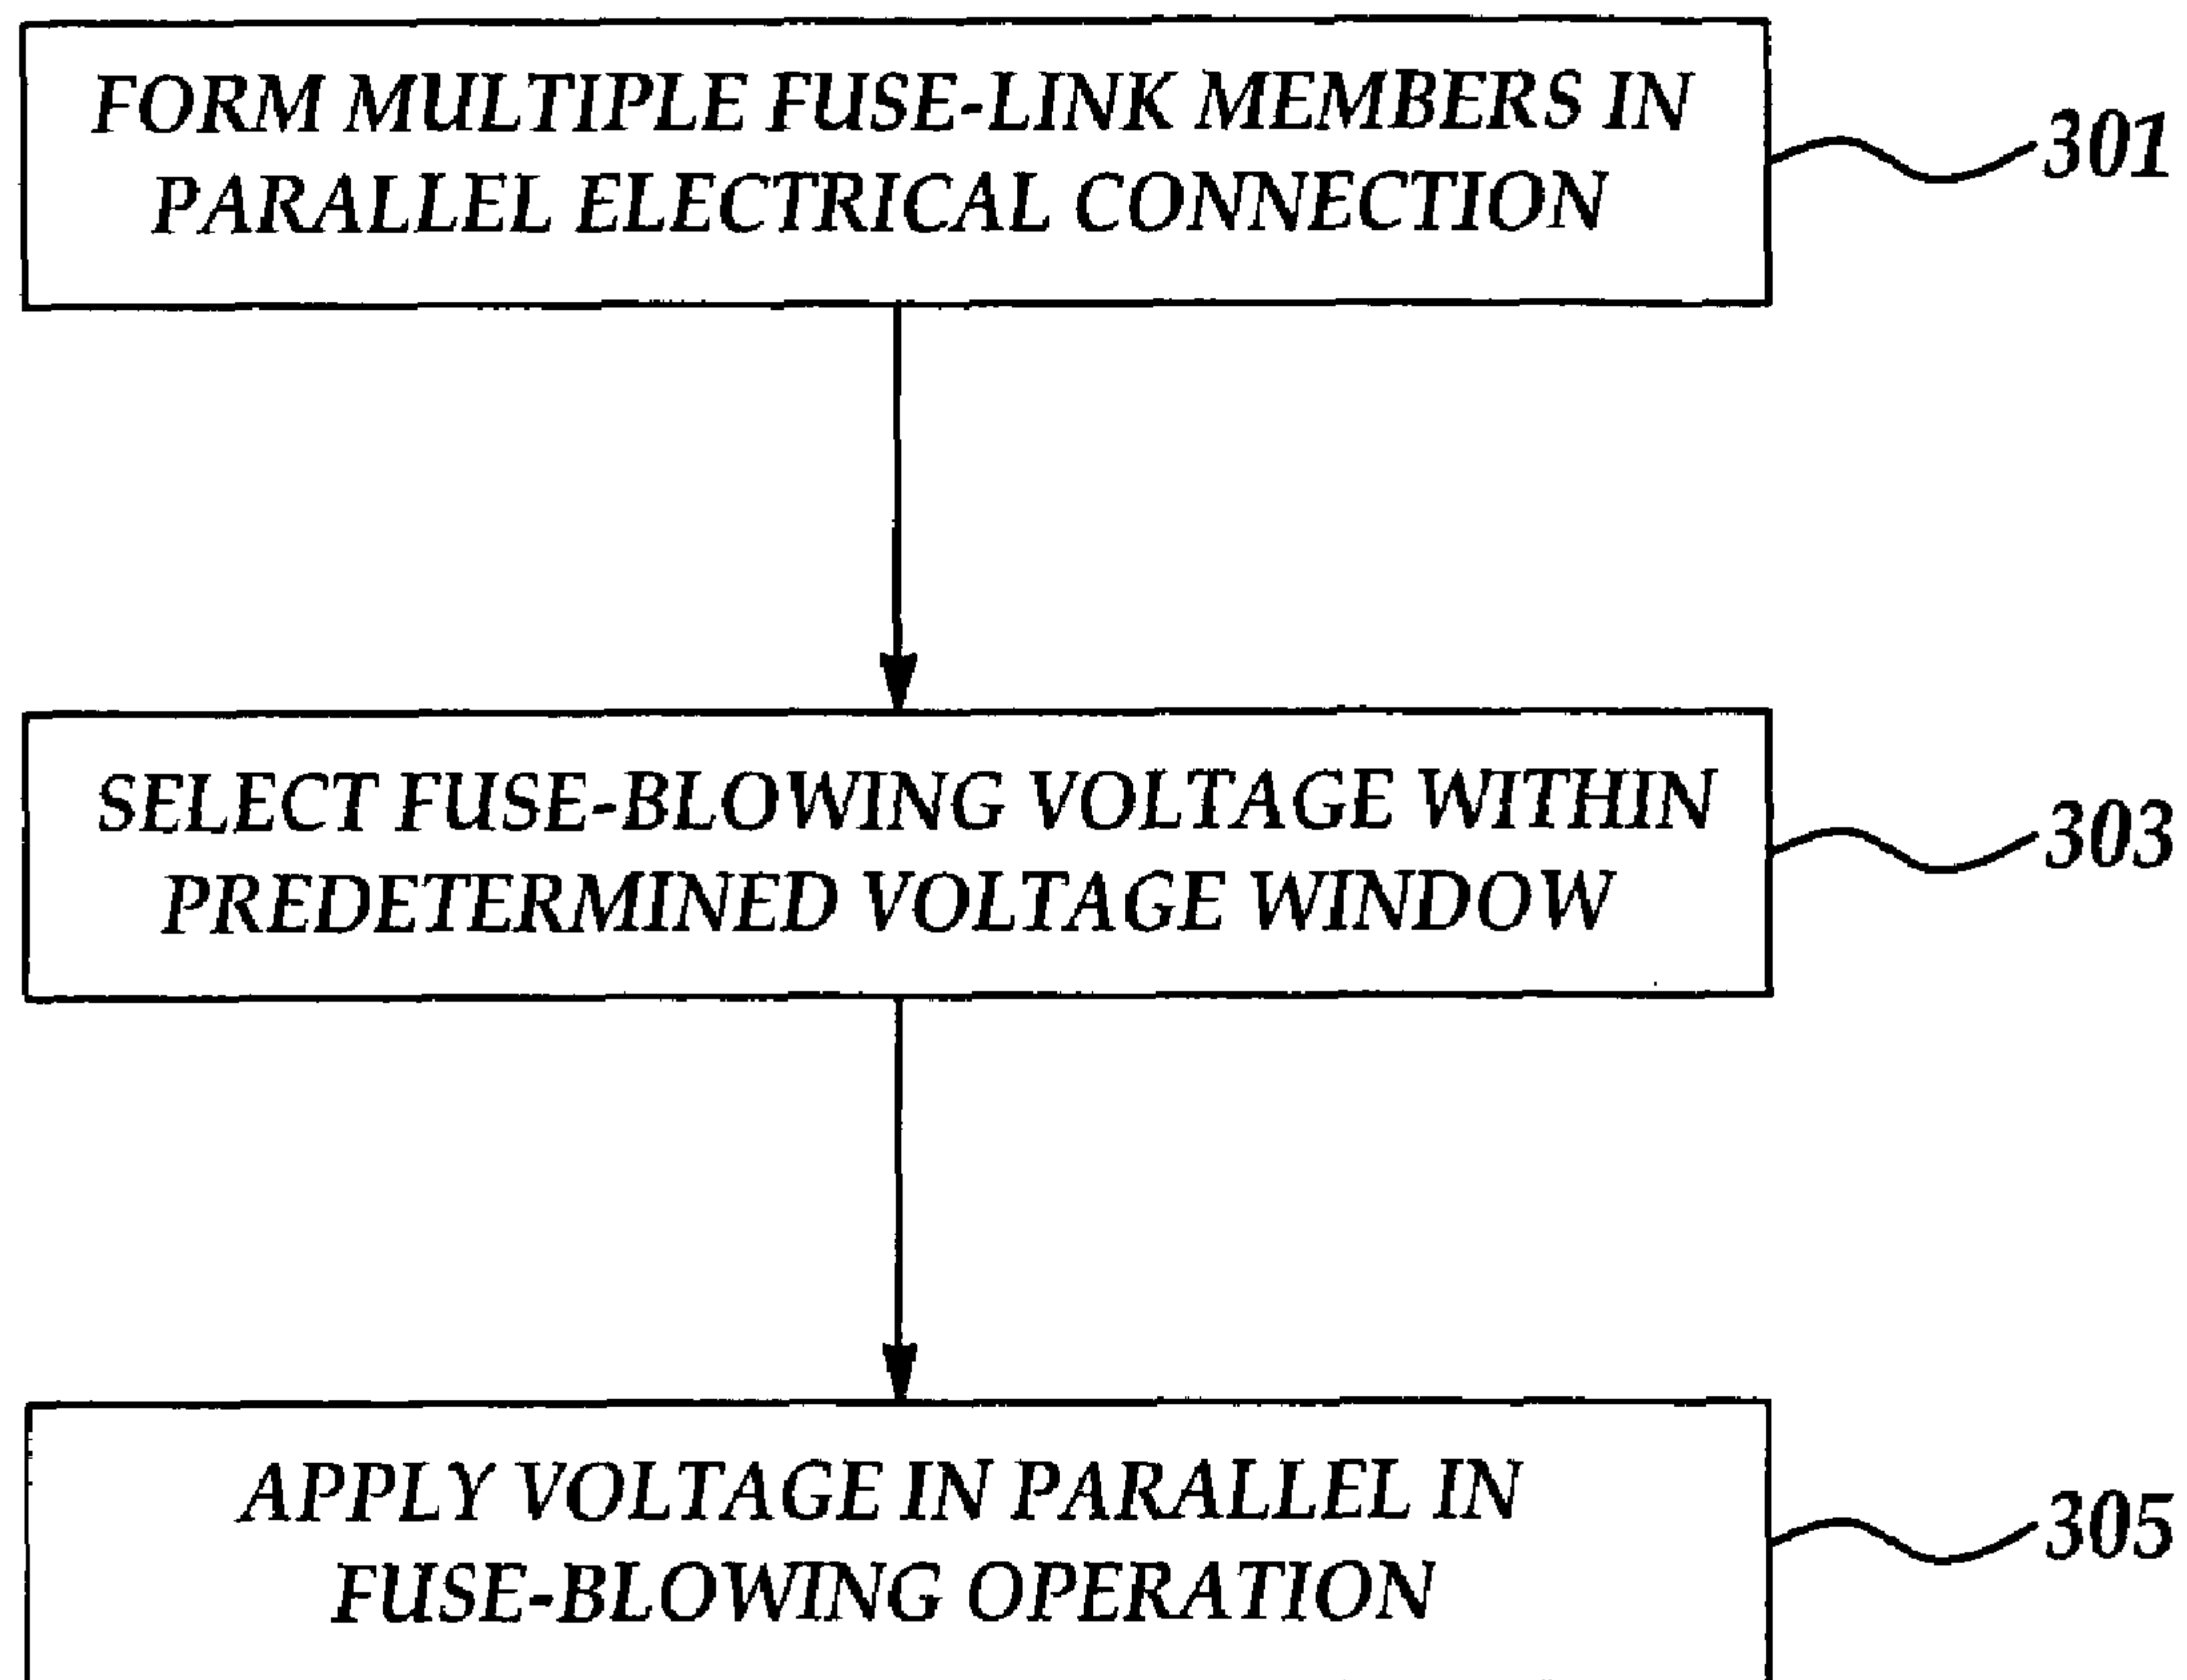 FORM MULTIPLE FUSE-LINK MEMBERS IN
PARALLEL ELECTRICAL CONNECTION
301
SELECT FUSE-BLOWING VOLTAGE WITHIN
PREDETERMINED VOLTAGE WINDOW
303
APPLY VOLTAGE IN PARALLEL IN
FUSE-BLOWING OPERATION
305